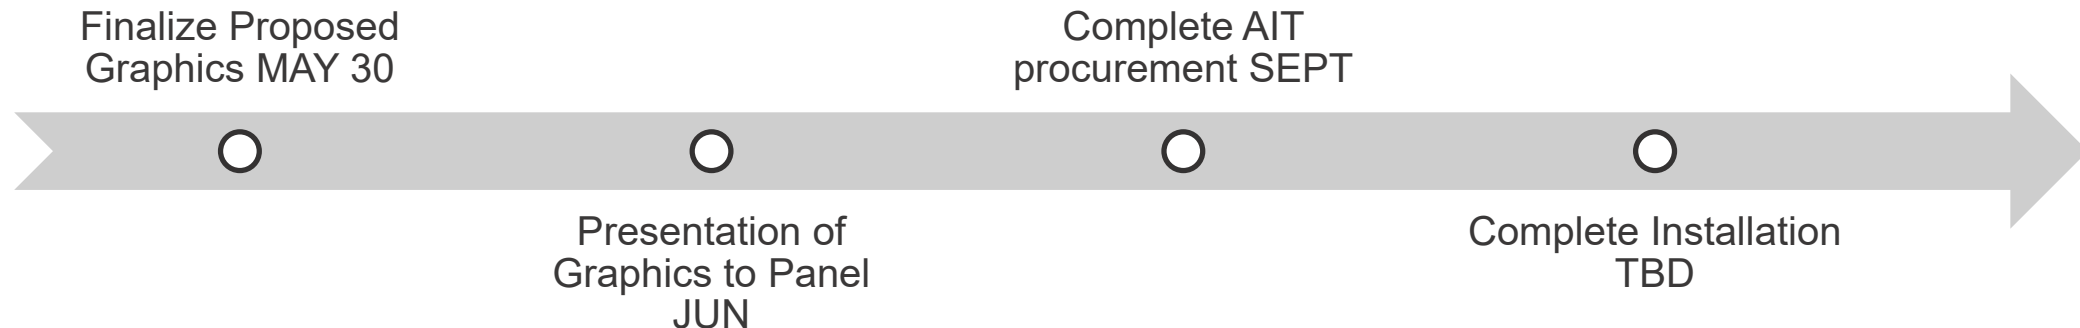 Finalize Proposed
Graphics MAY 30
Presentation of
Graphics to Panel
JUN
Complete AIT
procurement SEPT
Complete Installation
TBD